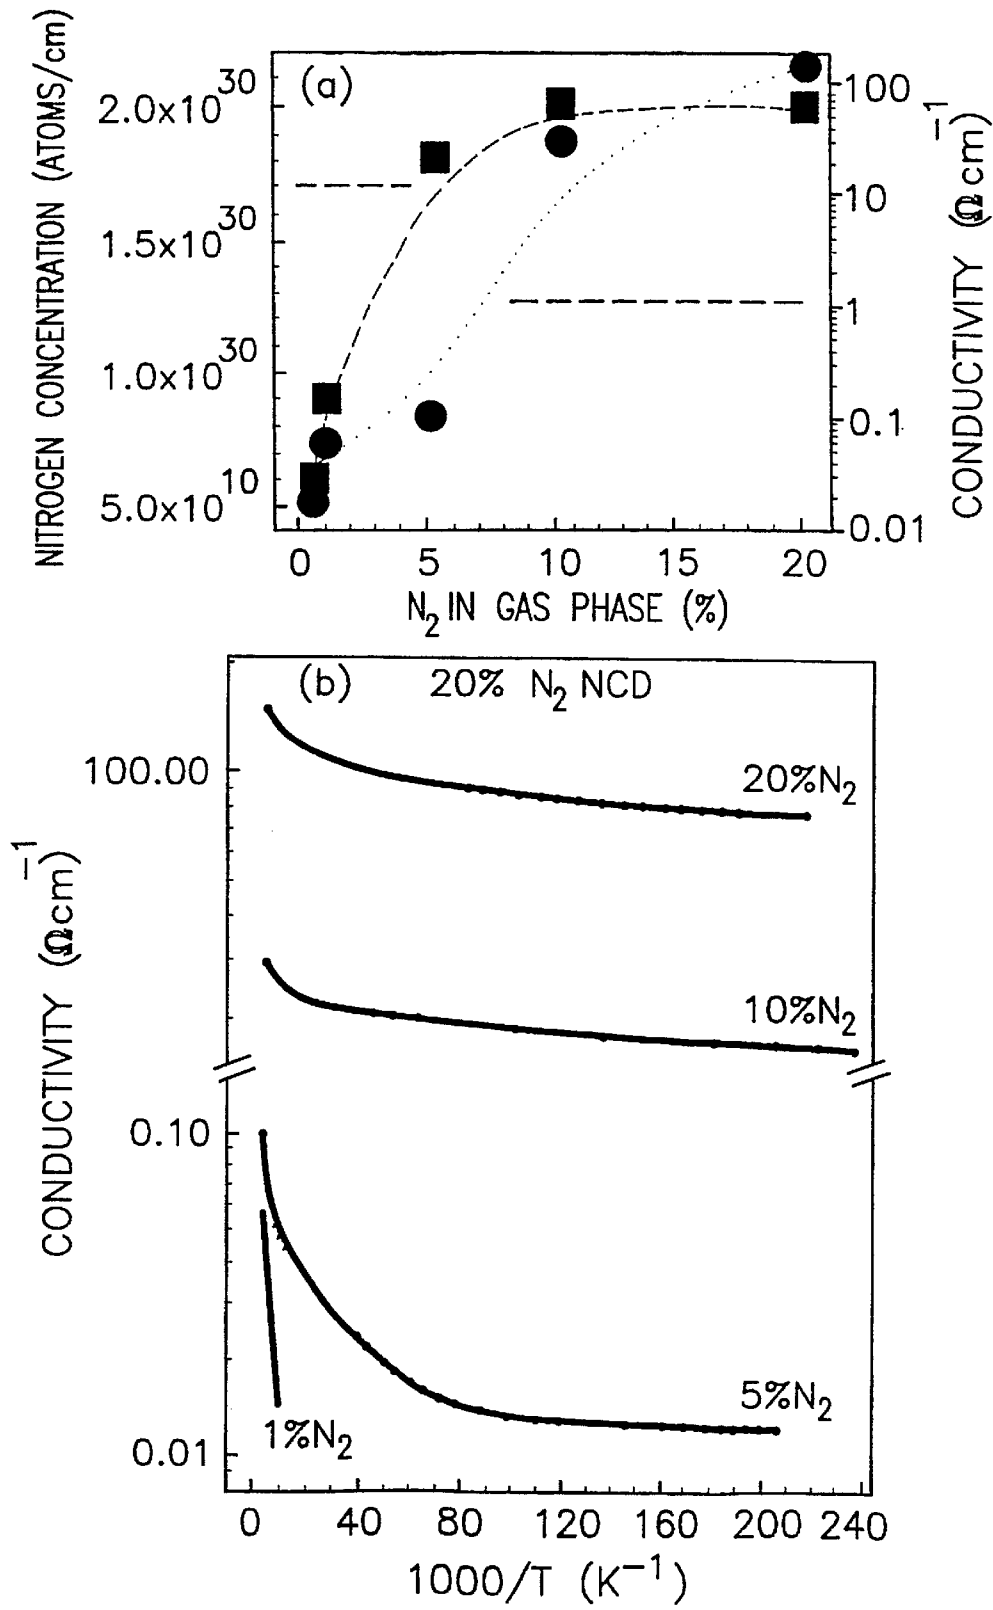 (a)
NITROGEN CONCENTRATION (ATOMS/cm)
2.0x10^30
1.5x10^30
1.0x10^30
5.0x10^10
100
10
1
0.1
0.01
CONDUCTIVITY (Ωcm)^-1
0 5 10 15 20
N₂ IN GAS PHASE (%)
(b) 20% N₂ NCD
CONDUCTIVITY (Ωcm)^-1
100.00
0.10
0.01
20%N₂
10%N₂
5%N₂
1%N₂
0 40 80 120 160 200 240
1000/T (K⁻¹)